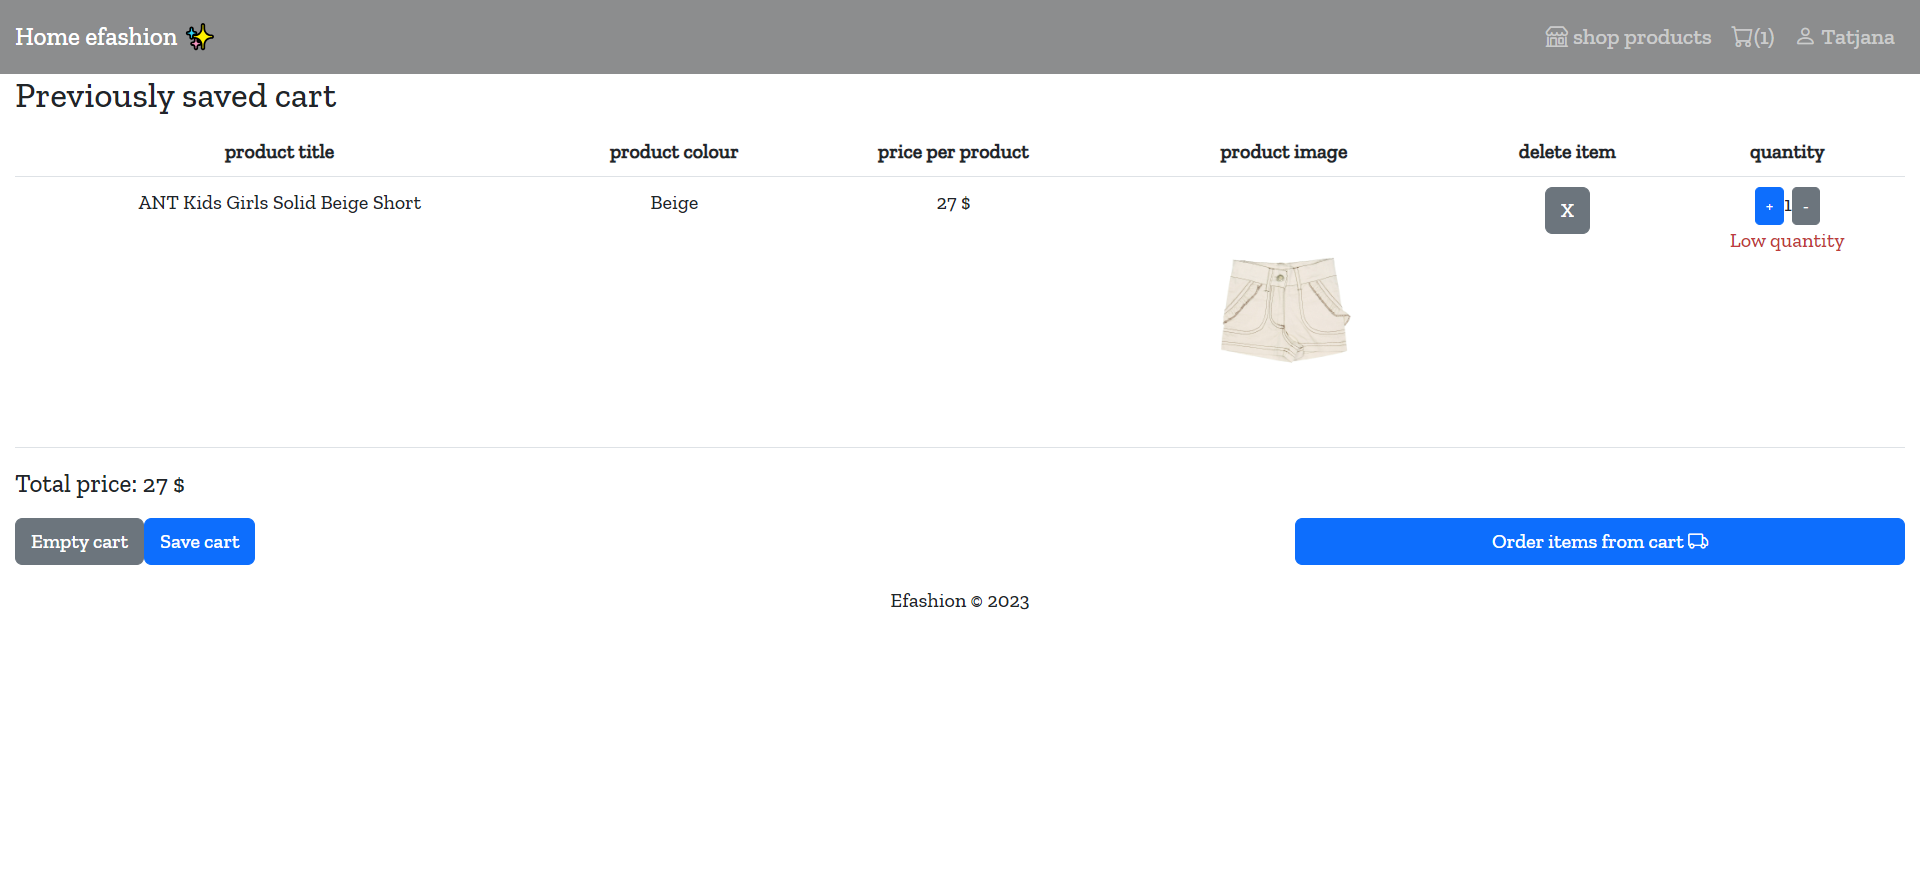 Home efashion ✨ shop products (1) Tatjana
Previously saved cart
product title product colour price per product product image delete item quantity
ANT Kids Girls Solid Beige Short Beige 27 $ X + 1 -
Low quantity
Total price: 27 $
Empty cart Save cart Order items from cart
Efashion © 2023